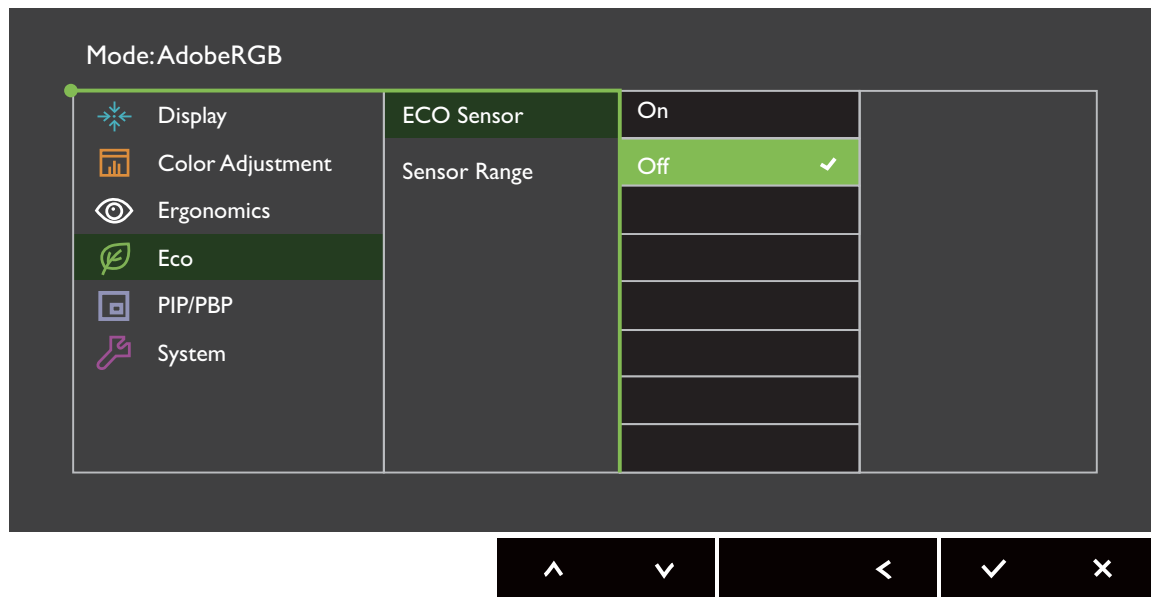 Mode: AdobeRGB
Display
Color Adjustment
Ergonomics
Eco
PIP/PBP
System
ECO Sensor
Sensor Range
On
Off